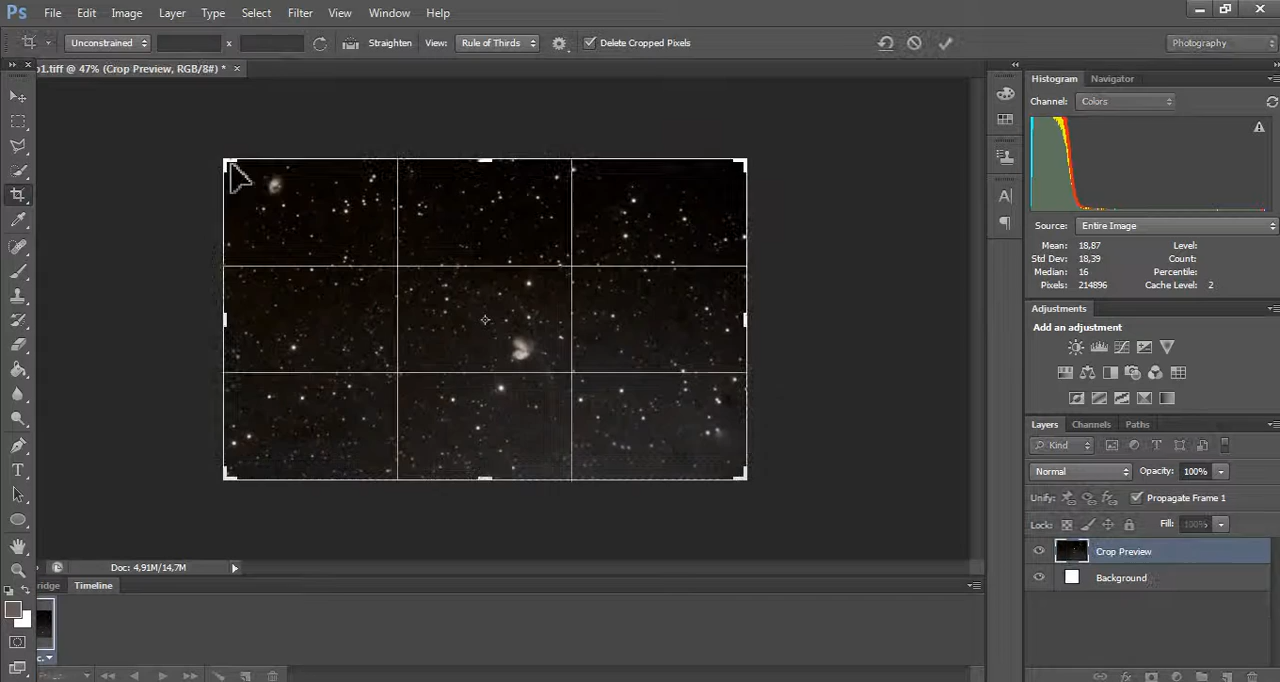 Ps File Edit Image Layer Type Select Filter View Window Help
Unconstrained x Straighten View: Rule of Thirds Delete Cropped Pixels Photography
p1.tiff @ 47% (Crop Preview, RGB/8#) * ×
Histogram Navigator
Channel: Colors
Source: Entire Image
Mean: 18,87 Level:
Std Dev: 18,39 Count:
Median: 16 Percentile:
Pixels: 214896 Cache Level: 2
Adjustments
Add an adjustment
Layers Channels Paths
Kind
Normal Opacity: 100%
Unify: Propagate Frame 1
Lock: Fill: 100%
Crop Preview
Background
Doc: 4,91M/14,7M
ridge Timeline